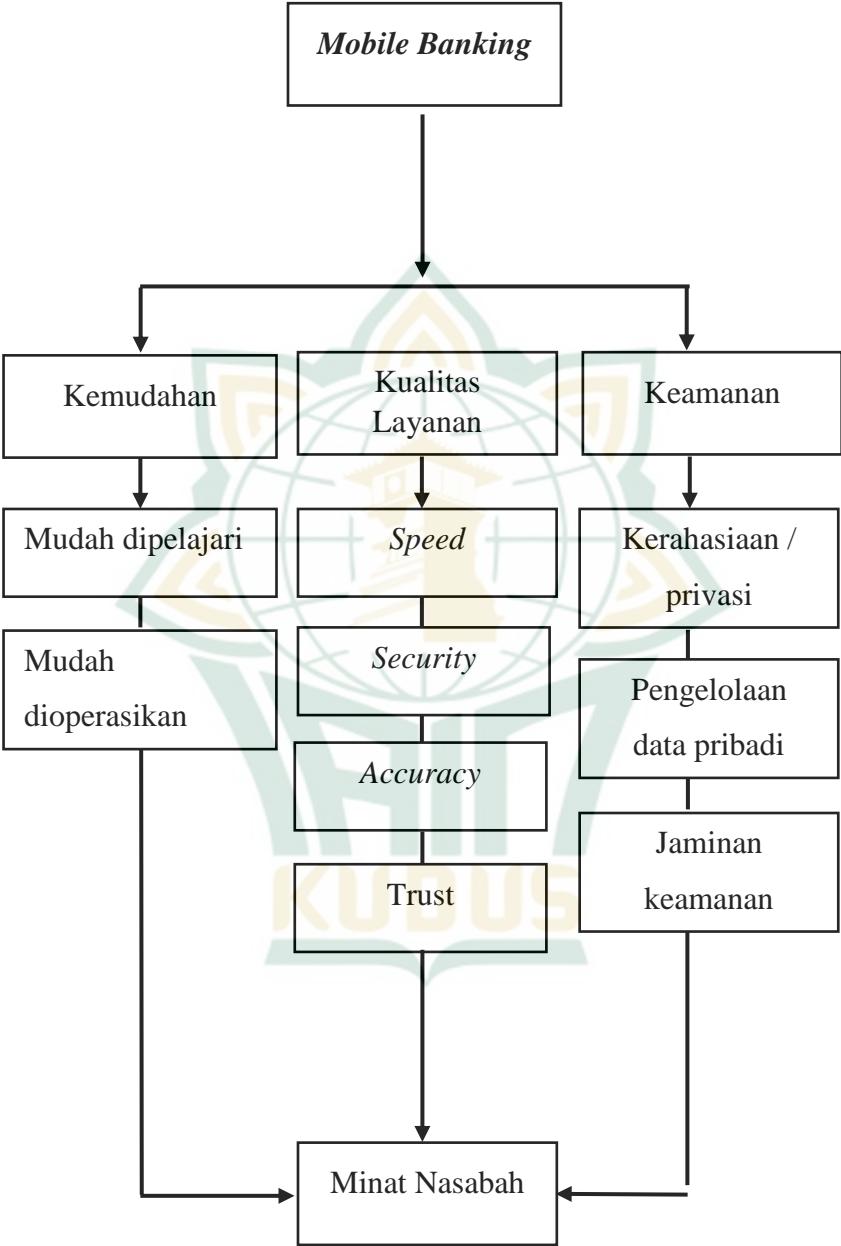 Mobile Banking
Kemudahan
Kualitas
Layanan
Keamanan
Mudah dipelajari
Speed
Kerahasiaan /
privasi
Mudah
dioperasikan
Security
Pengelolaan
data pribadi
Accuracy
Jaminan
keamanan
Trust
KUDUS
Minat Nasabah